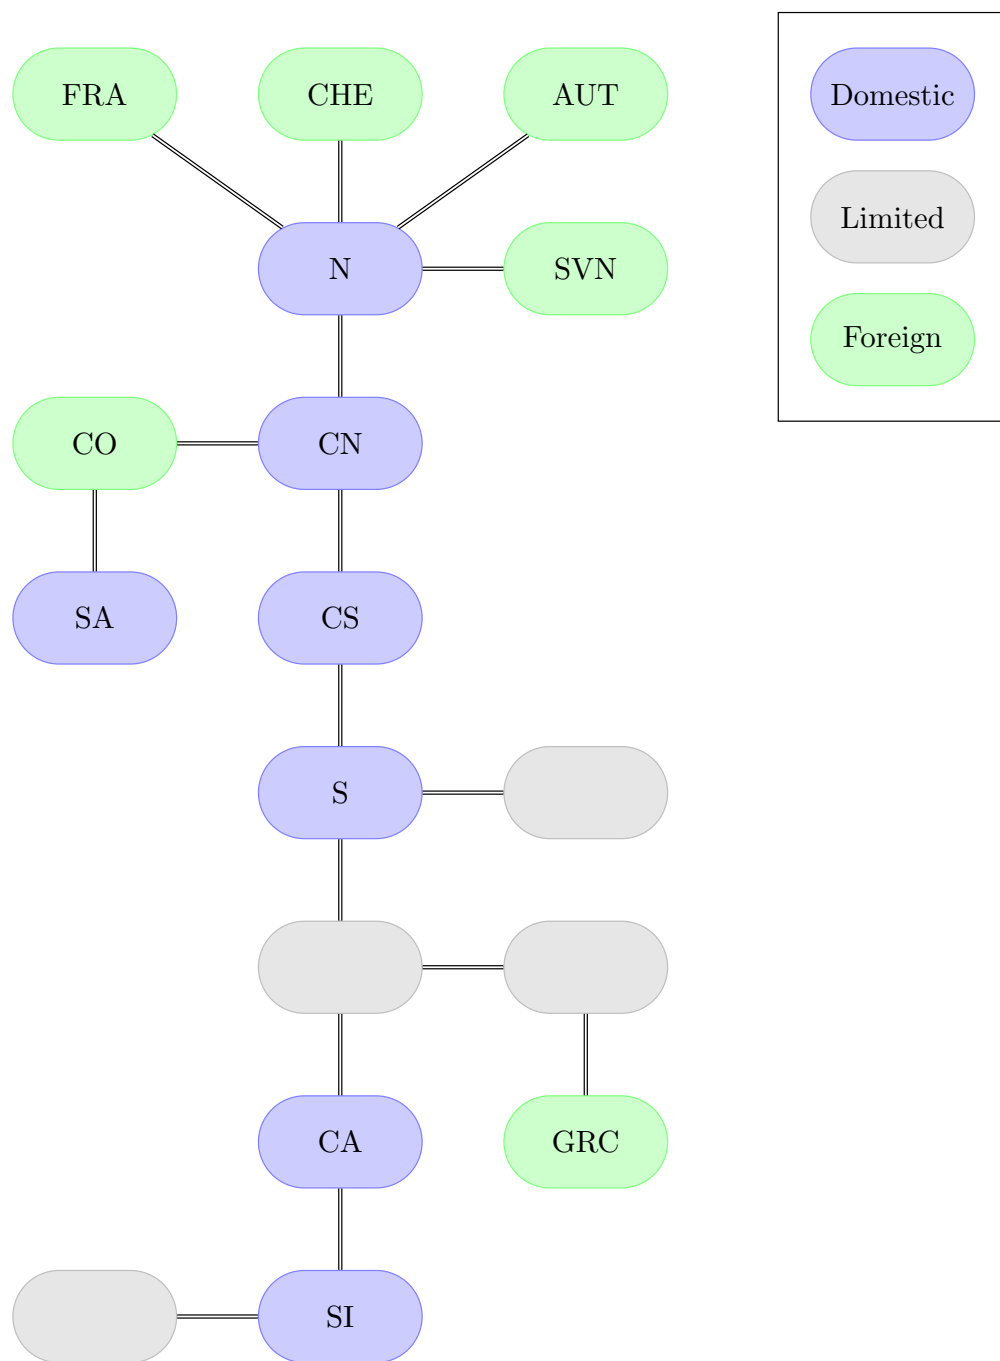 FRA
CHE
AUT
N
SVN
CO
CN
SA
CS
S
CA
GRC
SI
Domestic
Limited
Foreign